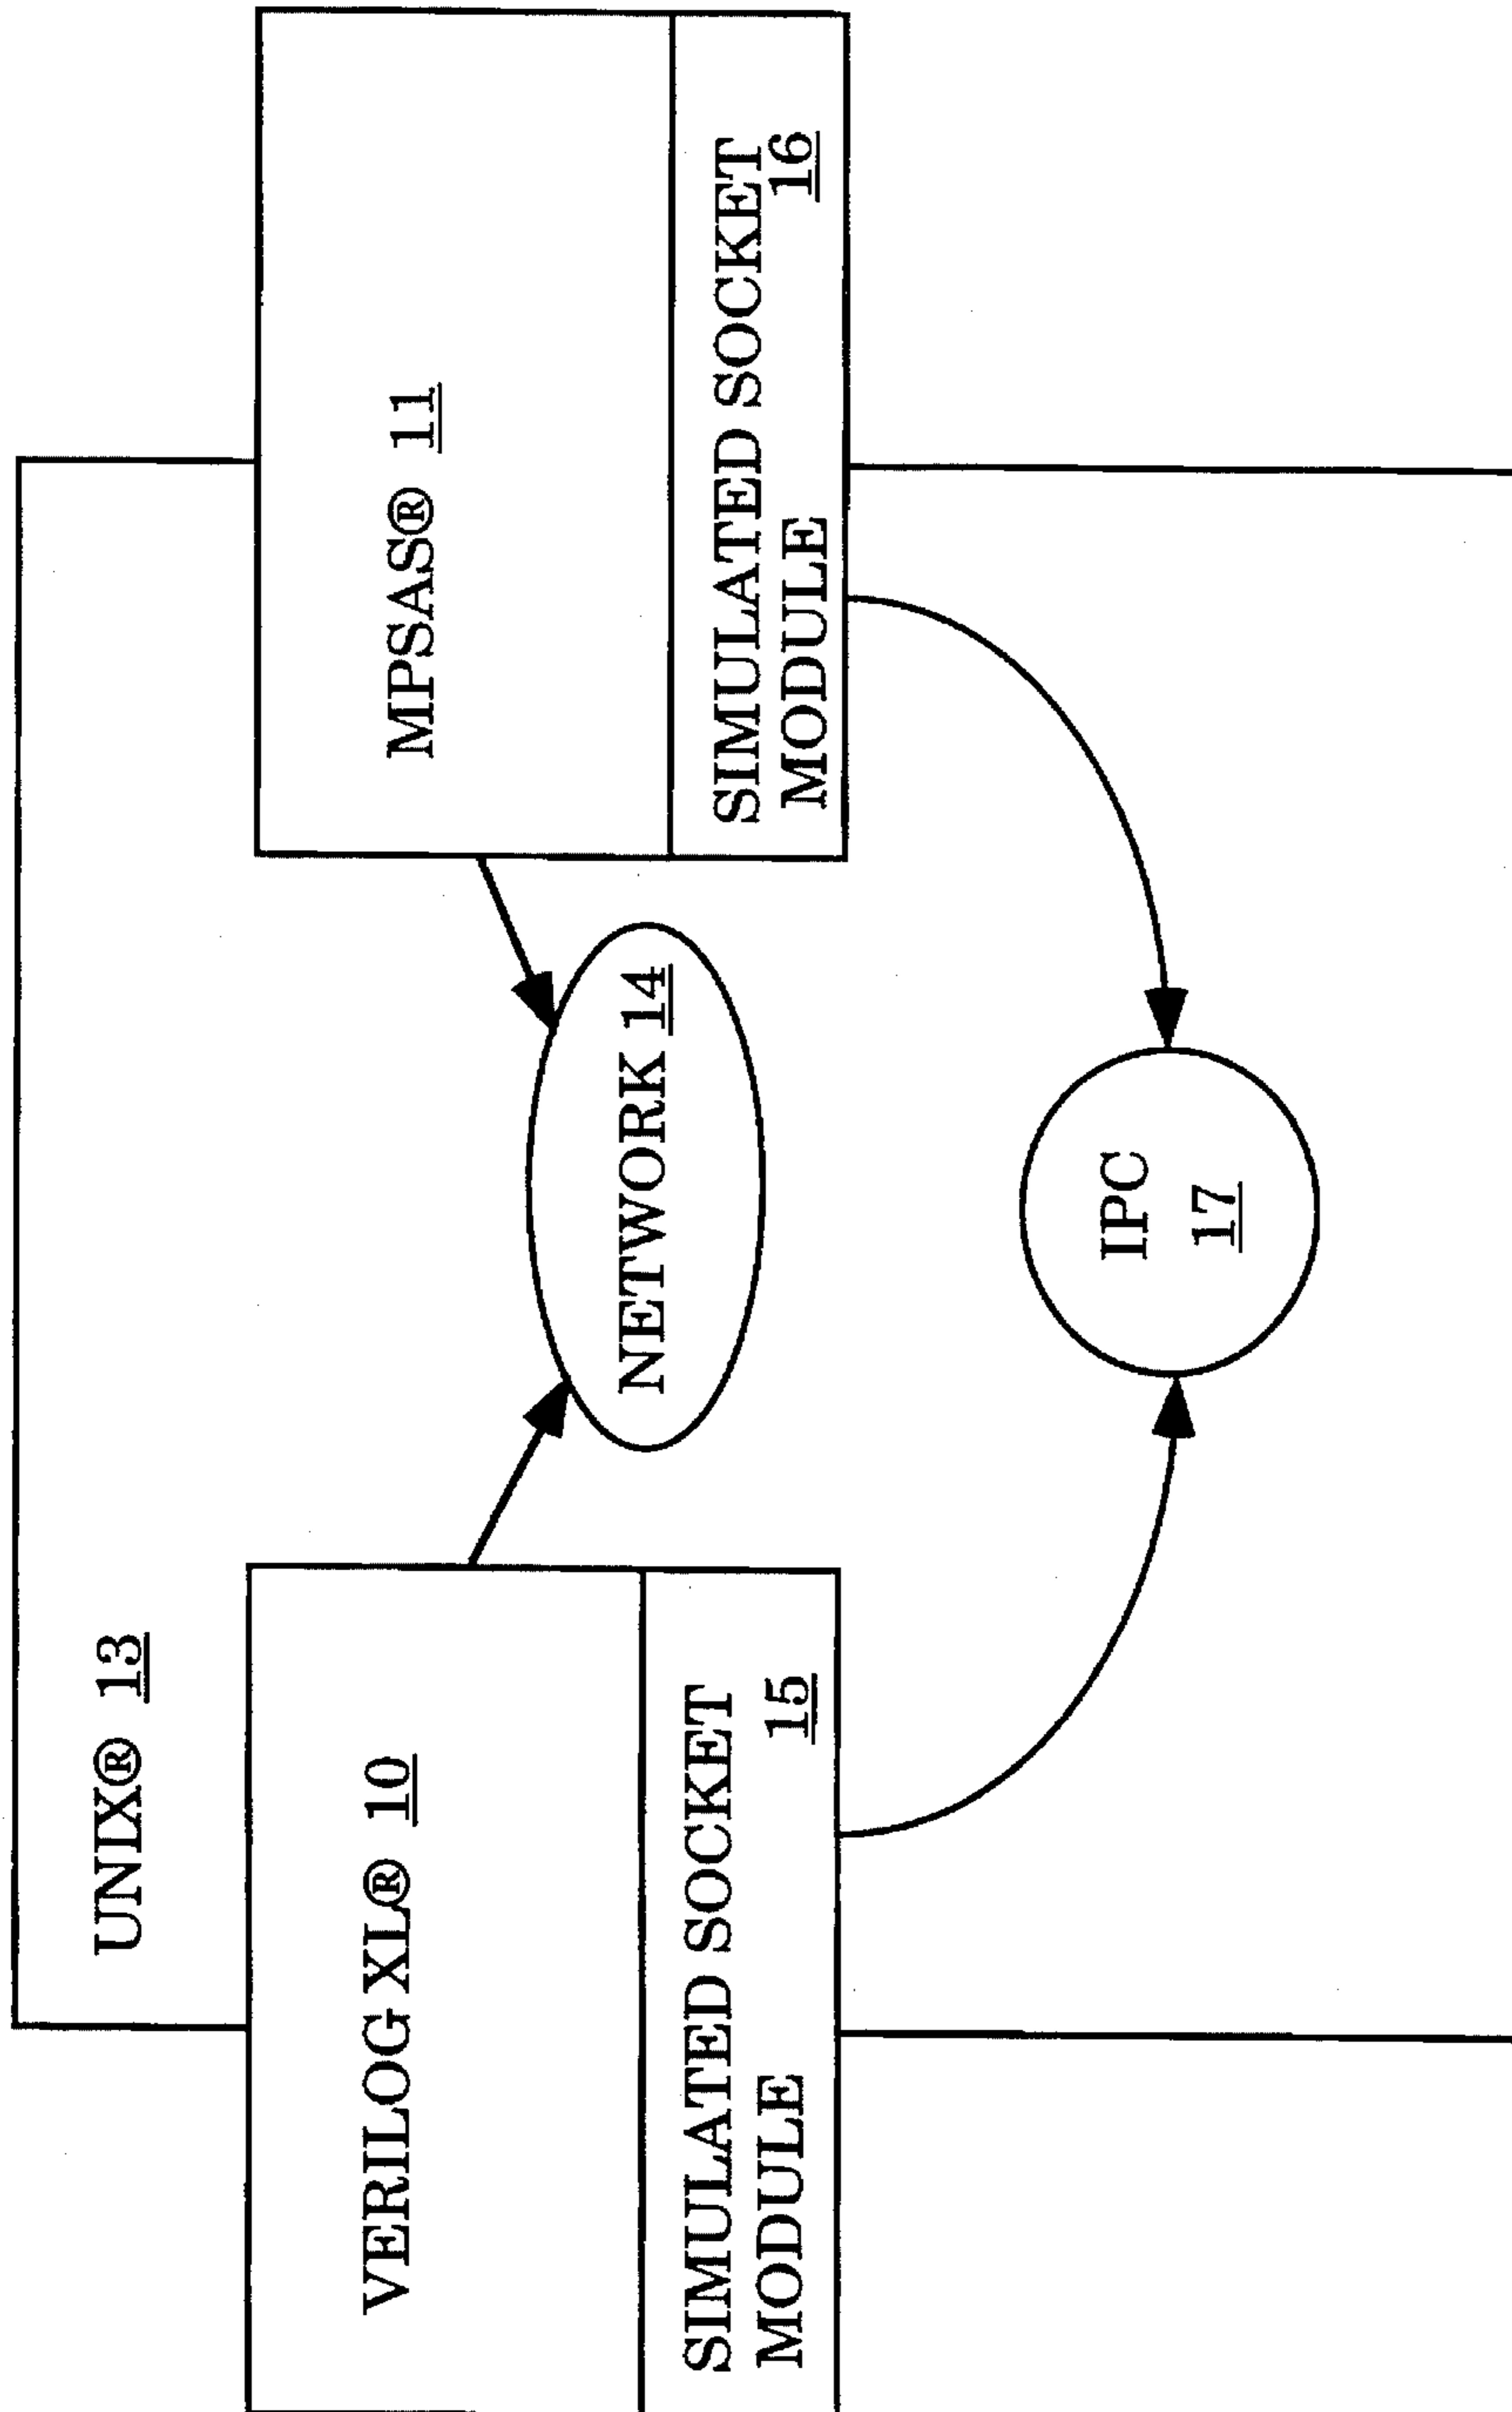 UNIX® 13
VERILOG XL® 10
SIMULATED SOCKET
MODULE 15
NETWORK 14
IPC
17
MPSAS® 11
SIMULATED SOCKET
MODULE 16